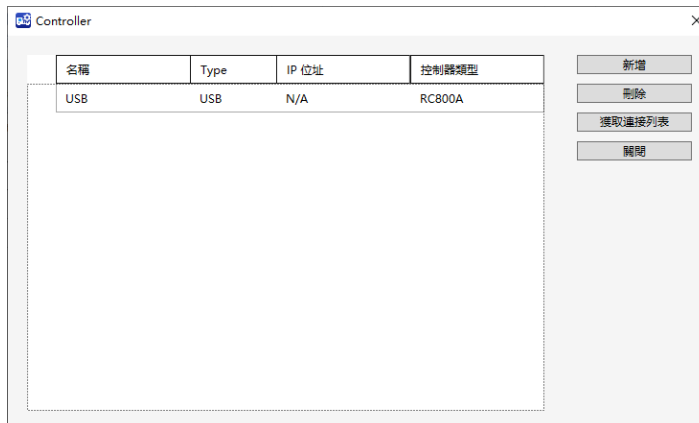 Controller
名稱 Type IP 位址 控制器類型
USB USB N/A RC800A
新增
刪除
獲取連接列表
關閉